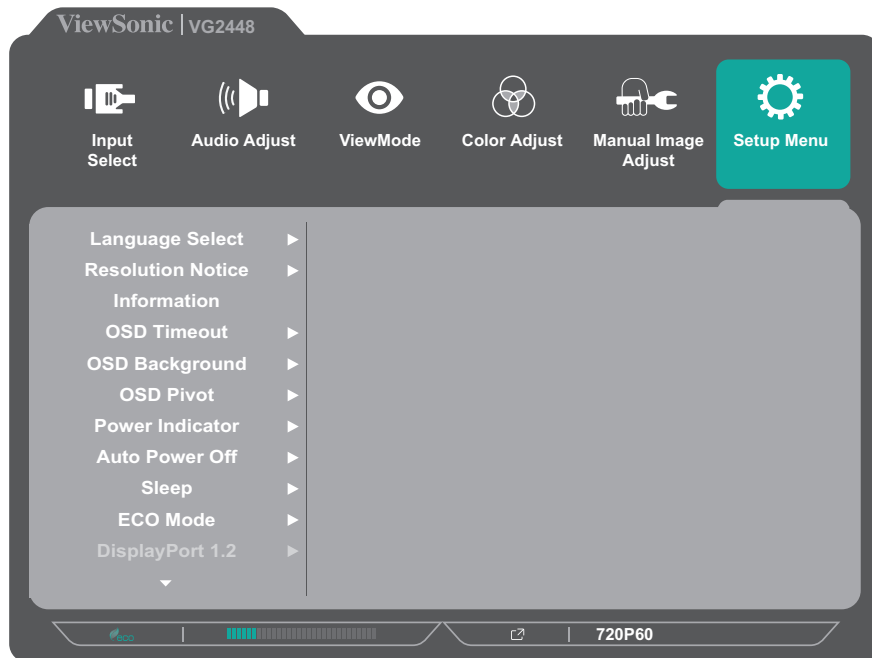 ViewSonic | VG2448
Input Select
Audio Adjust
ViewMode
Color Adjust
Manual Image Adjust
Setup Menu
Language Select
Resolution Notice
Information
OSD Timeout
OSD Background
OSD Pivot
Power Indicator
Auto Power Off
Sleep
ECO Mode
DisplayPort 1.2
eco
720P60